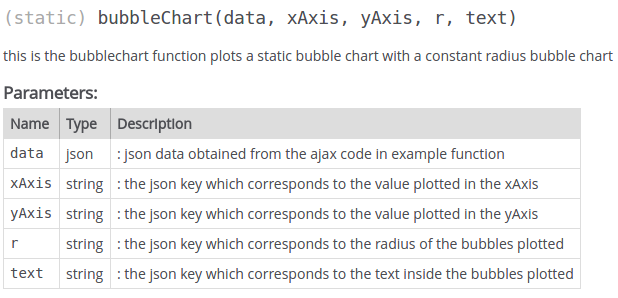 (static) bubbleChart(data, xAxis, yAxis, r, text)
this is the bubblechart function plots a static bubble chart with a constant radius bubble chart
Parameters:
Name Type Description
data json : json data obtained from the ajax code in example function
xAxis string : the json key which corresponds to the value plotted in the xAxis
yAxis string : the json key which corresponds to the value plotted in the yAxis
r string : the json key which corresponds to the radius of the bubbles plotted
text string : the json key which corresponds to the text inside the bubbles plotted